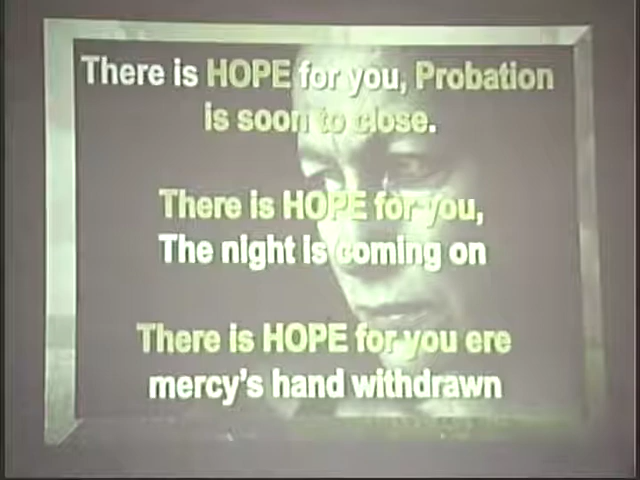 There is HOPE for you, Probation
is soon to close.
There is HOPE for you,
The night is coming on
There is HOPE for you ere
mercy's hand withdrawn